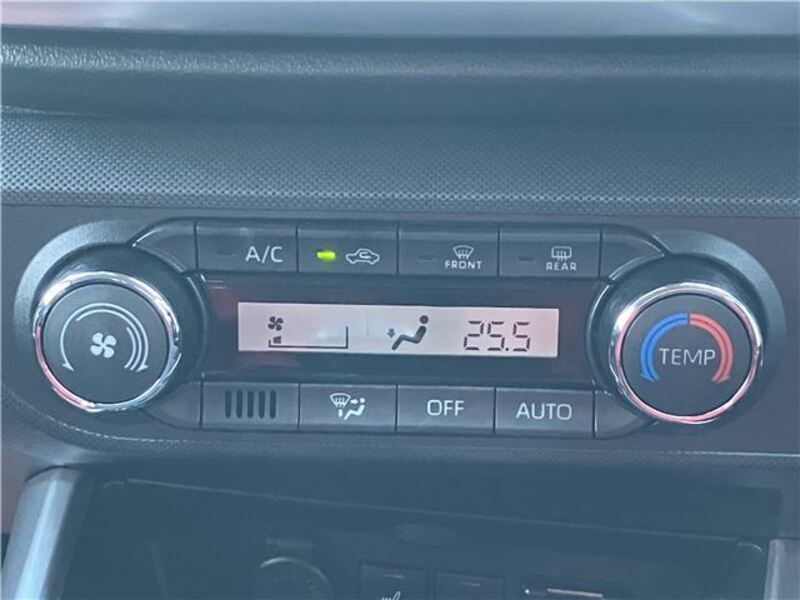 A/C
FRONT
REAR
25.5
TEMP
OFF
AUTO